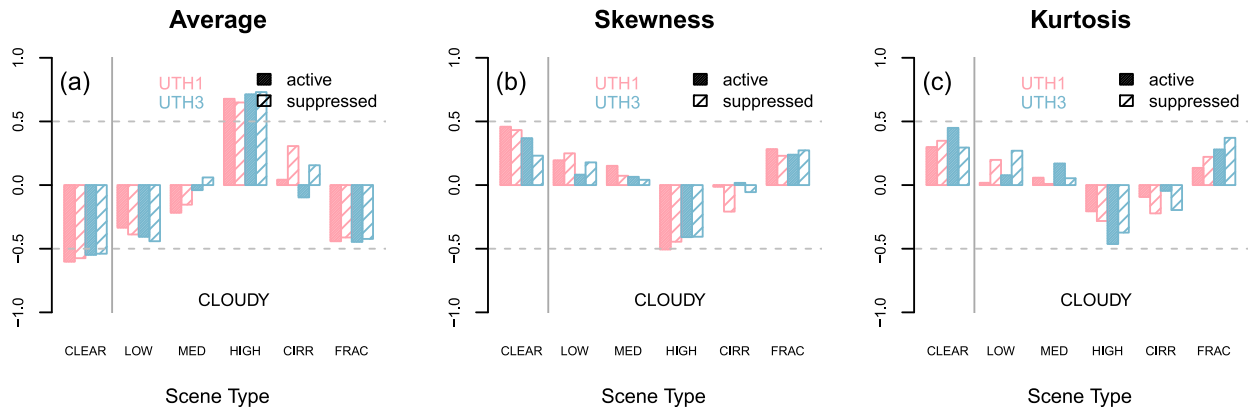 Average
1.0
0.5
0.0
−0.5
−1.0
(a)
UTH1
UTH3
active
suppressed
CLOUDY
CLEAR LOW MED HIGH CIRR FRAC
Scene Type
Skewness
1.0
0.5
0.0
−0.5
−1.0
(b)
UTH1
UTH3
active
suppressed
CLOUDY
CLEAR LOW MED HIGH CIRR FRAC
Scene Type
Kurtosis
1.0
0.5
0.0
−0.5
−1.0
(c)
UTH1
UTH3
active
suppressed
CLOUDY
CLEAR LOW MED HIGH CIRR FRAC
Scene Type